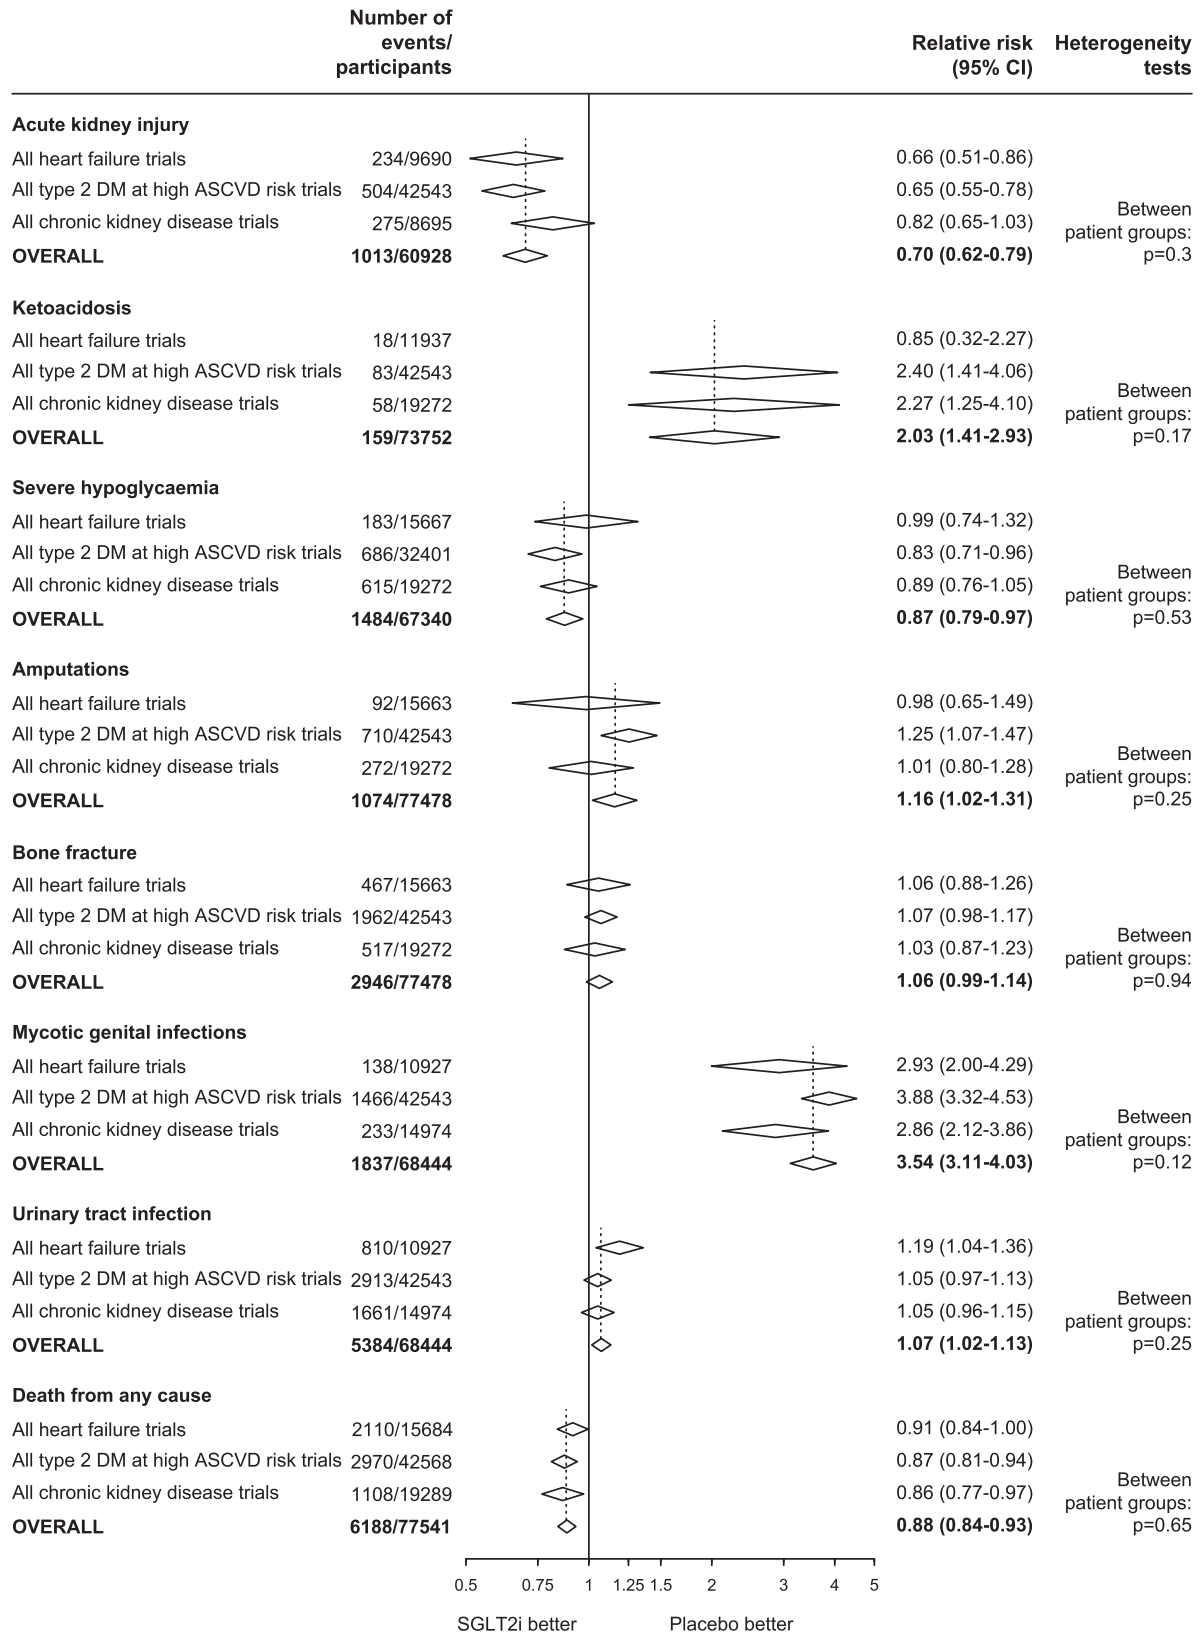 Number of
events/
participants
Relative risk
(95% CI)
Heterogeneity
tests
Acute kidney injury
All heart failure trials 234/9690 0.66 (0.51-0.86)
All type 2 DM at high ASCVD risk trials 504/42543 0.65 (0.55-0.78)
All chronic kidney disease trials 275/8695 0.82 (0.65-1.03)
OVERALL 1013/60928 0.70 (0.62-0.79)
Between
patient groups:
p=0.3
Ketoacidosis
All heart failure trials 18/11937 0.85 (0.32-2.27)
All type 2 DM at high ASCVD risk trials 83/42543 2.40 (1.41-4.06)
All chronic kidney disease trials 58/19272 2.27 (1.25-4.10)
OVERALL 159/73752 2.03 (1.41-2.93)
Between
patient groups:
p=0.17
Severe hypoglycaemia
All heart failure trials 183/15667 0.99 (0.74-1.32)
All type 2 DM at high ASCVD risk trials 686/32401 0.83 (0.71-0.96)
All chronic kidney disease trials 615/19272 0.89 (0.76-1.05)
OVERALL 1484/67340 0.87 (0.79-0.97)
Between
patient groups:
p=0.53
Amputations
All heart failure trials 92/15663 0.98 (0.65-1.49)
All type 2 DM at high ASCVD risk trials 710/42543 1.25 (1.07-1.47)
All chronic kidney disease trials 272/19272 1.01 (0.80-1.28)
OVERALL 1074/77478 1.16 (1.02-1.31)
Between
patient groups:
p=0.25
Bone fracture
All heart failure trials 467/15663 1.06 (0.88-1.26)
All type 2 DM at high ASCVD risk trials 1962/42543 1.07 (0.98-1.17)
All chronic kidney disease trials 517/19272 1.03 (0.87-1.23)
OVERALL 2946/77478 1.06 (0.99-1.14)
Between
patient groups:
p=0.94
Mycotic genital infections
All heart failure trials 138/10927 2.93 (2.00-4.29)
All type 2 DM at high ASCVD risk trials 1466/42543 3.88 (3.32-4.53)
All chronic kidney disease trials 233/14974 2.86 (2.12-3.86)
OVERALL 1837/68444 3.54 (3.11-4.03)
Between
patient groups:
p=0.12
Urinary tract infection
All heart failure trials 810/10927 1.19 (1.04-1.36)
All type 2 DM at high ASCVD risk trials 2913/42543 1.05 (0.97-1.13)
All chronic kidney disease trials 1661/14974 1.05 (0.96-1.15)
OVERALL 5384/68444 1.07 (1.02-1.13)
Between
patient groups:
p=0.25
Death from any cause
All heart failure trials 2110/15684 0.91 (0.84-1.00)
All type 2 DM at high ASCVD risk trials 2970/42568 0.87 (0.81-0.94)
All chronic kidney disease trials 1108/19289 0.86 (0.77-0.97)
OVERALL 6188/77541 0.88 (0.84-0.93)
Between
patient groups:
p=0.65
0.5 0.75 1 1.25 1.5 2 3 4 5
SGLT2i better Placebo better